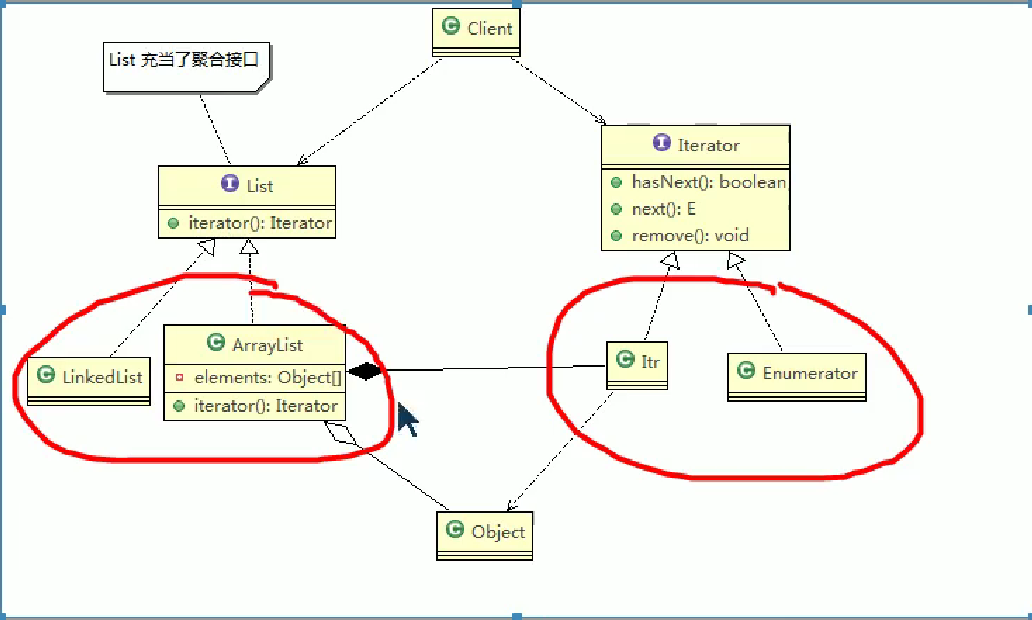 Client
List 充当了聚合接口
Iterator
hasNext(): boolean
next(): E
remove(): void
List
iterator(): Iterator
ArrayList
elements: Object[]
iterator(): Iterator
LinkedList
Itr
Enumerator
Object